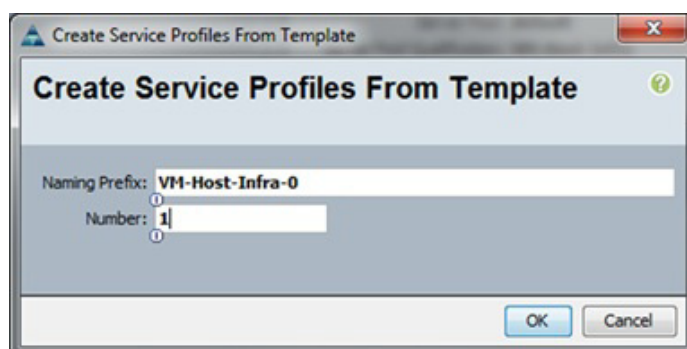 Create Service Profiles From Template
Create Service Profiles From Template
Naming Prefix: VM-Host-Infra-0
Number: 1
OK Cancel